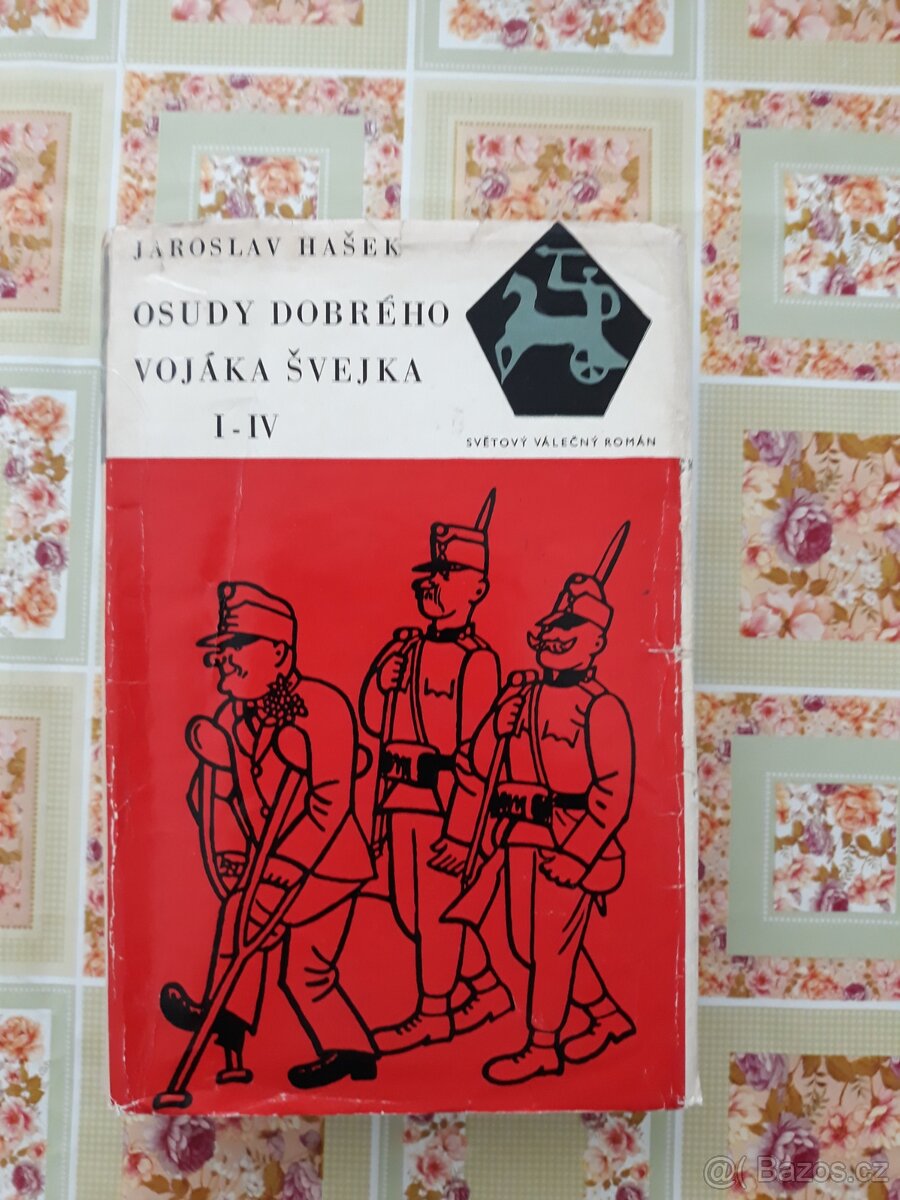 JAROSLAV HAŠEK
OSUDY DOBRÉHO
VOJÁKA ŠVEJKA
I-IV
SVĚTOVÝ VÁLEČNÝ ROMÁN
@( Bazos.cz